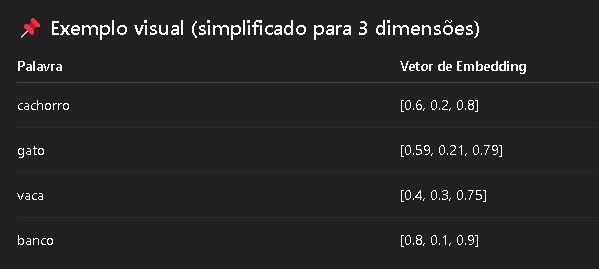 📌 Exemplo visual (simplificado para 3 dimensões)
Palavra Vetor de Embedding
cachorro [0.6, 0.2, 0.8]
gato [0.59, 0.21, 0.79]
vaca [0.4, 0.3, 0.75]
banco [0.8, 0.1, 0.9]